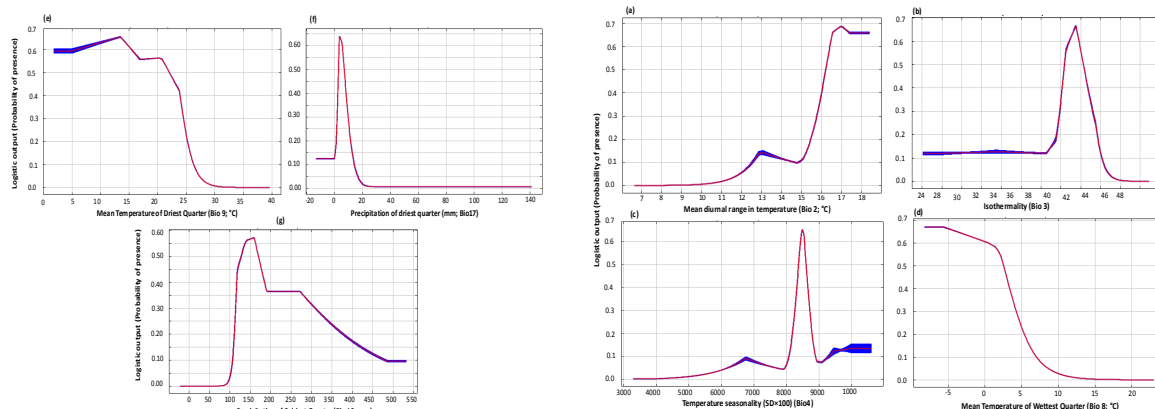 (e)
(f)
Logistic output (Probability of presence)
0.7
0.6
0.5
0.4
0.3
0.2
0.1
0.0
0 5 10 15 20 25 30 35 40
Mean Temperature of Driest Quarter (Bio 9; °C)
0.60
0.50
0.40
0.30
0.20
0.10
0.00
0 20 40 60 80 100 120 140
Precipitation of driest quarter (mm; Bio17)
(g)
Logistic output (Probability of presence)
0.60
0.50
0.40
0.30
0.20
0.10
0.00
0 50 100 150 200 250 300 350 400 450 500 550
(a)
(b)
Logistic output (Probability of presence)
0.7
0.6
0.5
0.4
0.3
0.2
0.1
0.0
7 8 9 10 11 12 13 14 15 16 17 18
Mean diurnal range in temperature (Bio 2; °C)
0.7
0.6
0.5
0.4
0.3
0.2
0.1
0.0
24 26 28 30 32 34 36 38 40 42 44 46 48
Isothermality (Bio 3)
(c)
(d)
0.7
0.6
0.5
0.4
0.3
0.2
0.1
0.0
3000 4000 5000 6000 7000 8000 9000 1000
Temperature seasonality (SD×100) (Bio4)
0.7
0.6
0.5
0.4
0.3
0.2
0.1
0.0
-5 0 5 10 15 20
Mean Temperature of Wettest Quarter (Bio 8; °C)